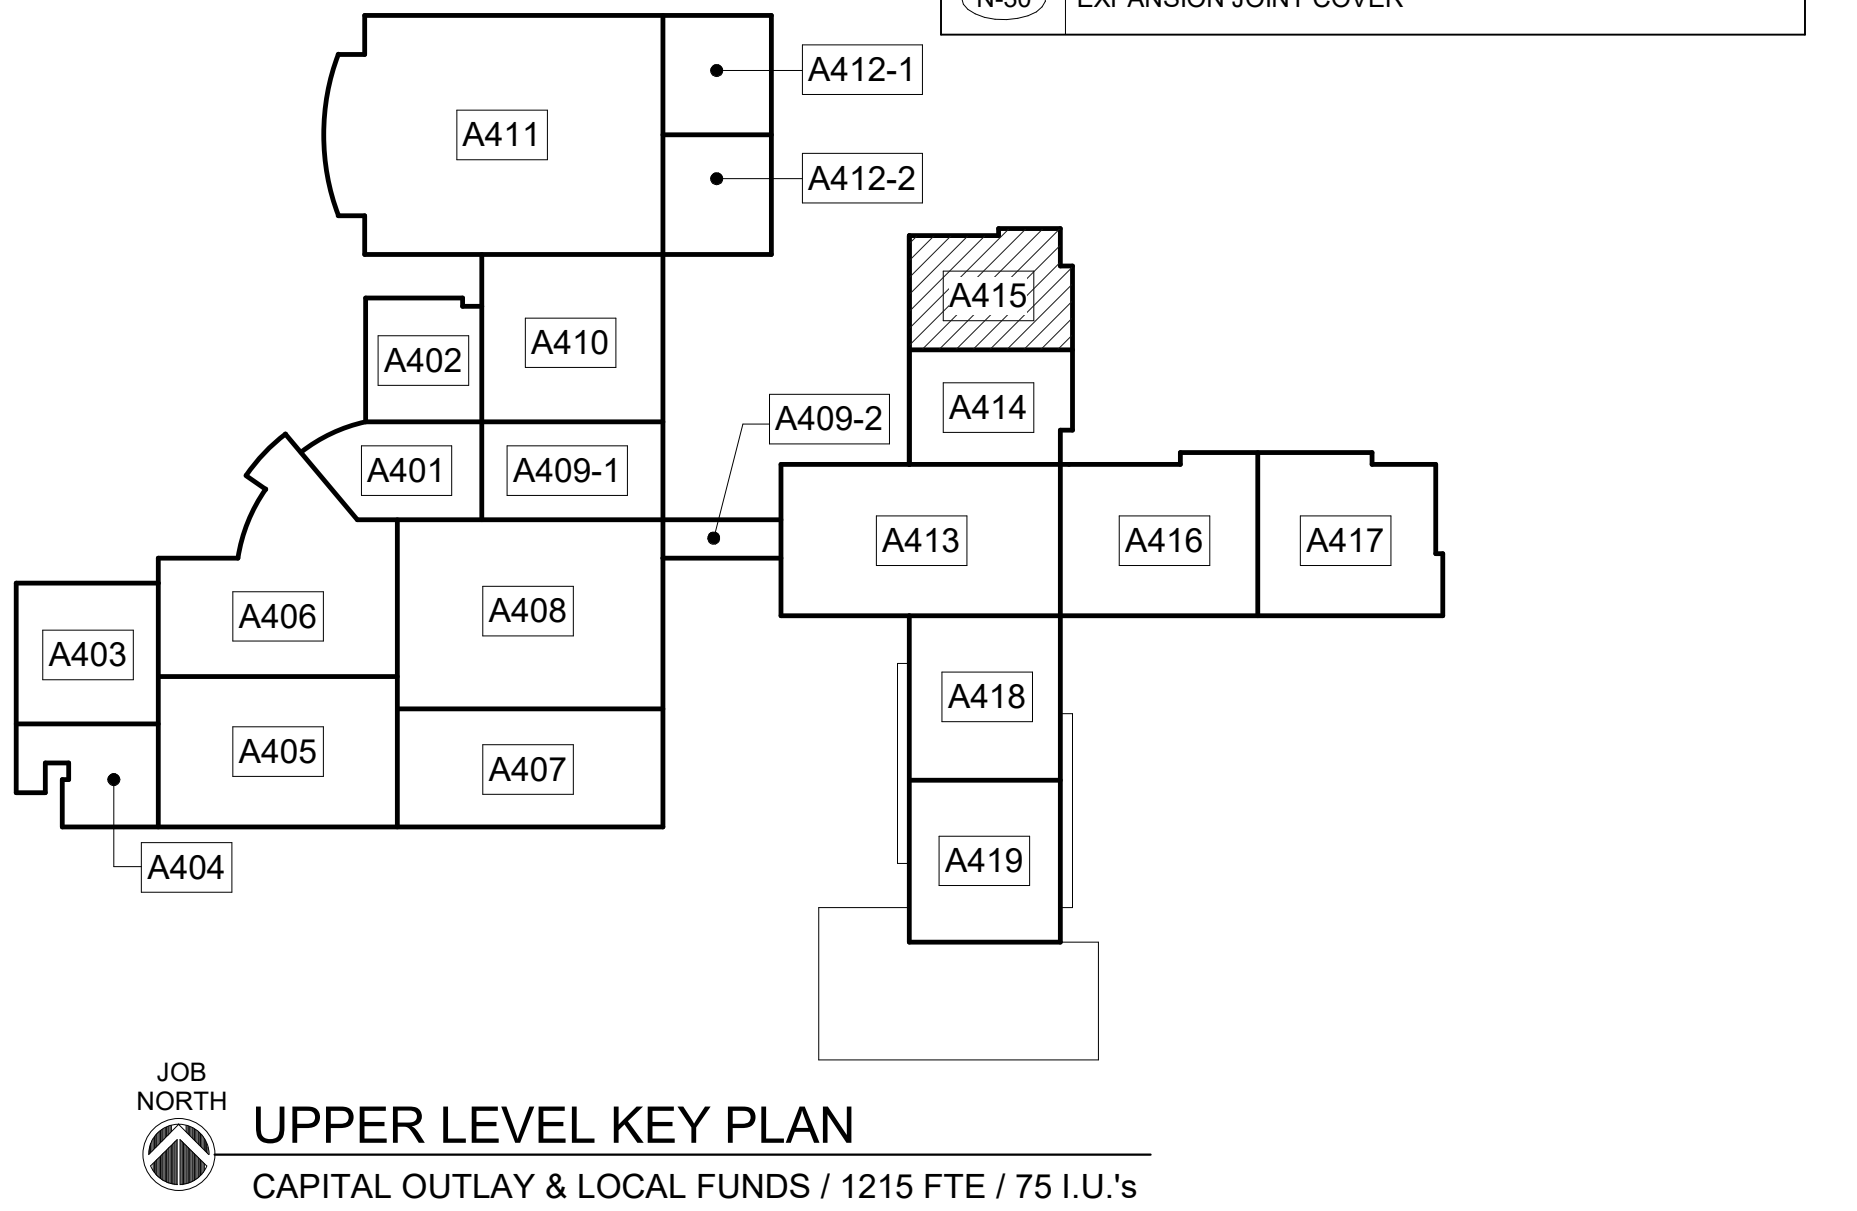 N-30 EXPANSION JOINT COVER
A412-1
A411
A412-2
A415
A410
A402
A414
A409-2
A401
A409-1
A413
A416
A417
A406
A408
A403
A418
A405
A407
A419
A404
JOB
NORTH
UPPER LEVEL KEY PLAN
CAPITAL OUTLAY & LOCAL FUNDS / 1215 FTE / 75 I.U.'s